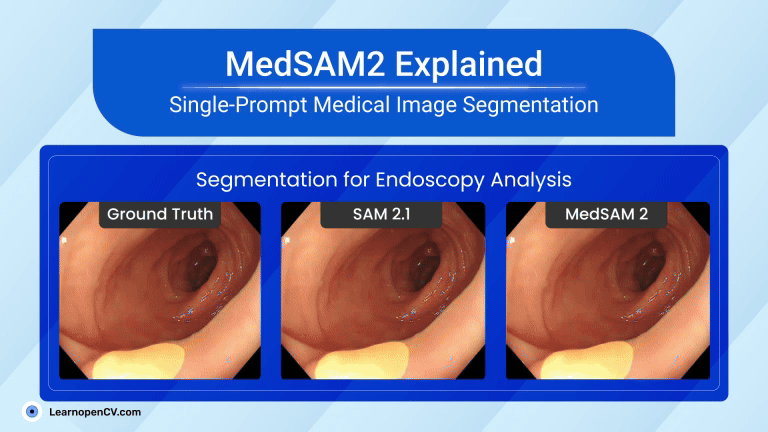 MedSAM2 Explained
Single-Prompt Medical Image Segmentation
Segmentation for Endoscopy Analysis
Ground Truth
SAM 2.1
MedSAM 2
LearnopenCV.com